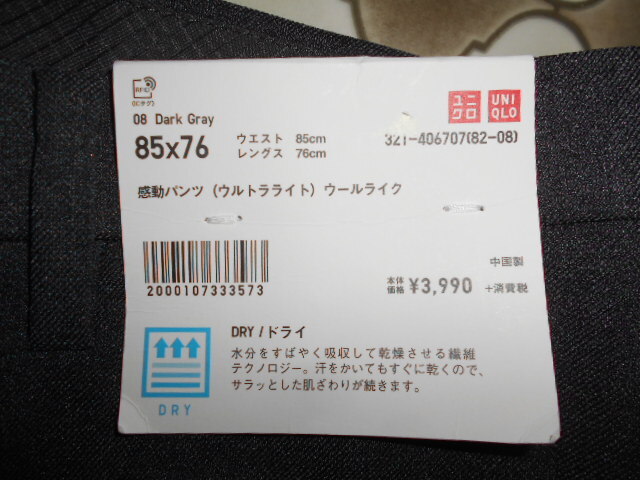 RFID
(ICタグ)
ユニクロ UNIQLO
08 Dark Gray
85x76 ウエスト 85cm
レングス 76cm
321-406707(82-08)
感動パンツ (ウルトラライト) ウールライク
中国製
2000107333573
本体価格 ¥3,990 +消費税
DRY/ドライ
水分をすばやく吸収して乾燥させる繊維
テクノロジー。汗をかいてもすぐに乾くので、
サラッとした肌ざわりが続きます。
DRY